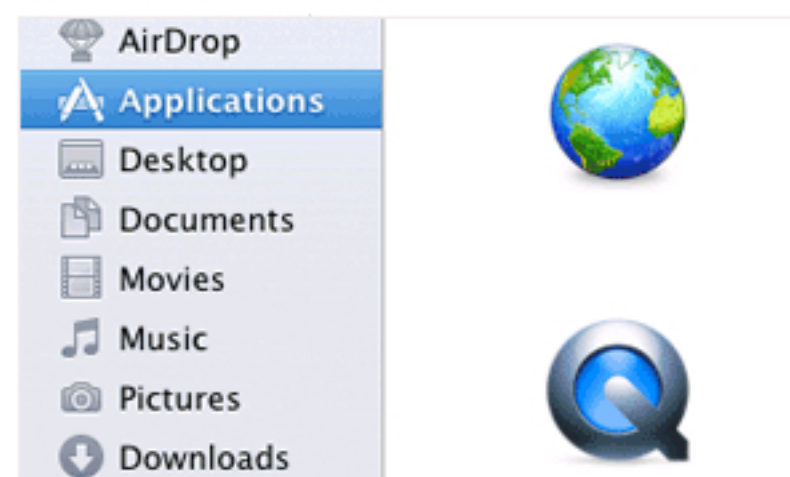 AirDrop
Applications
Desktop
Documents
Movies
Music
Pictures
Downloads